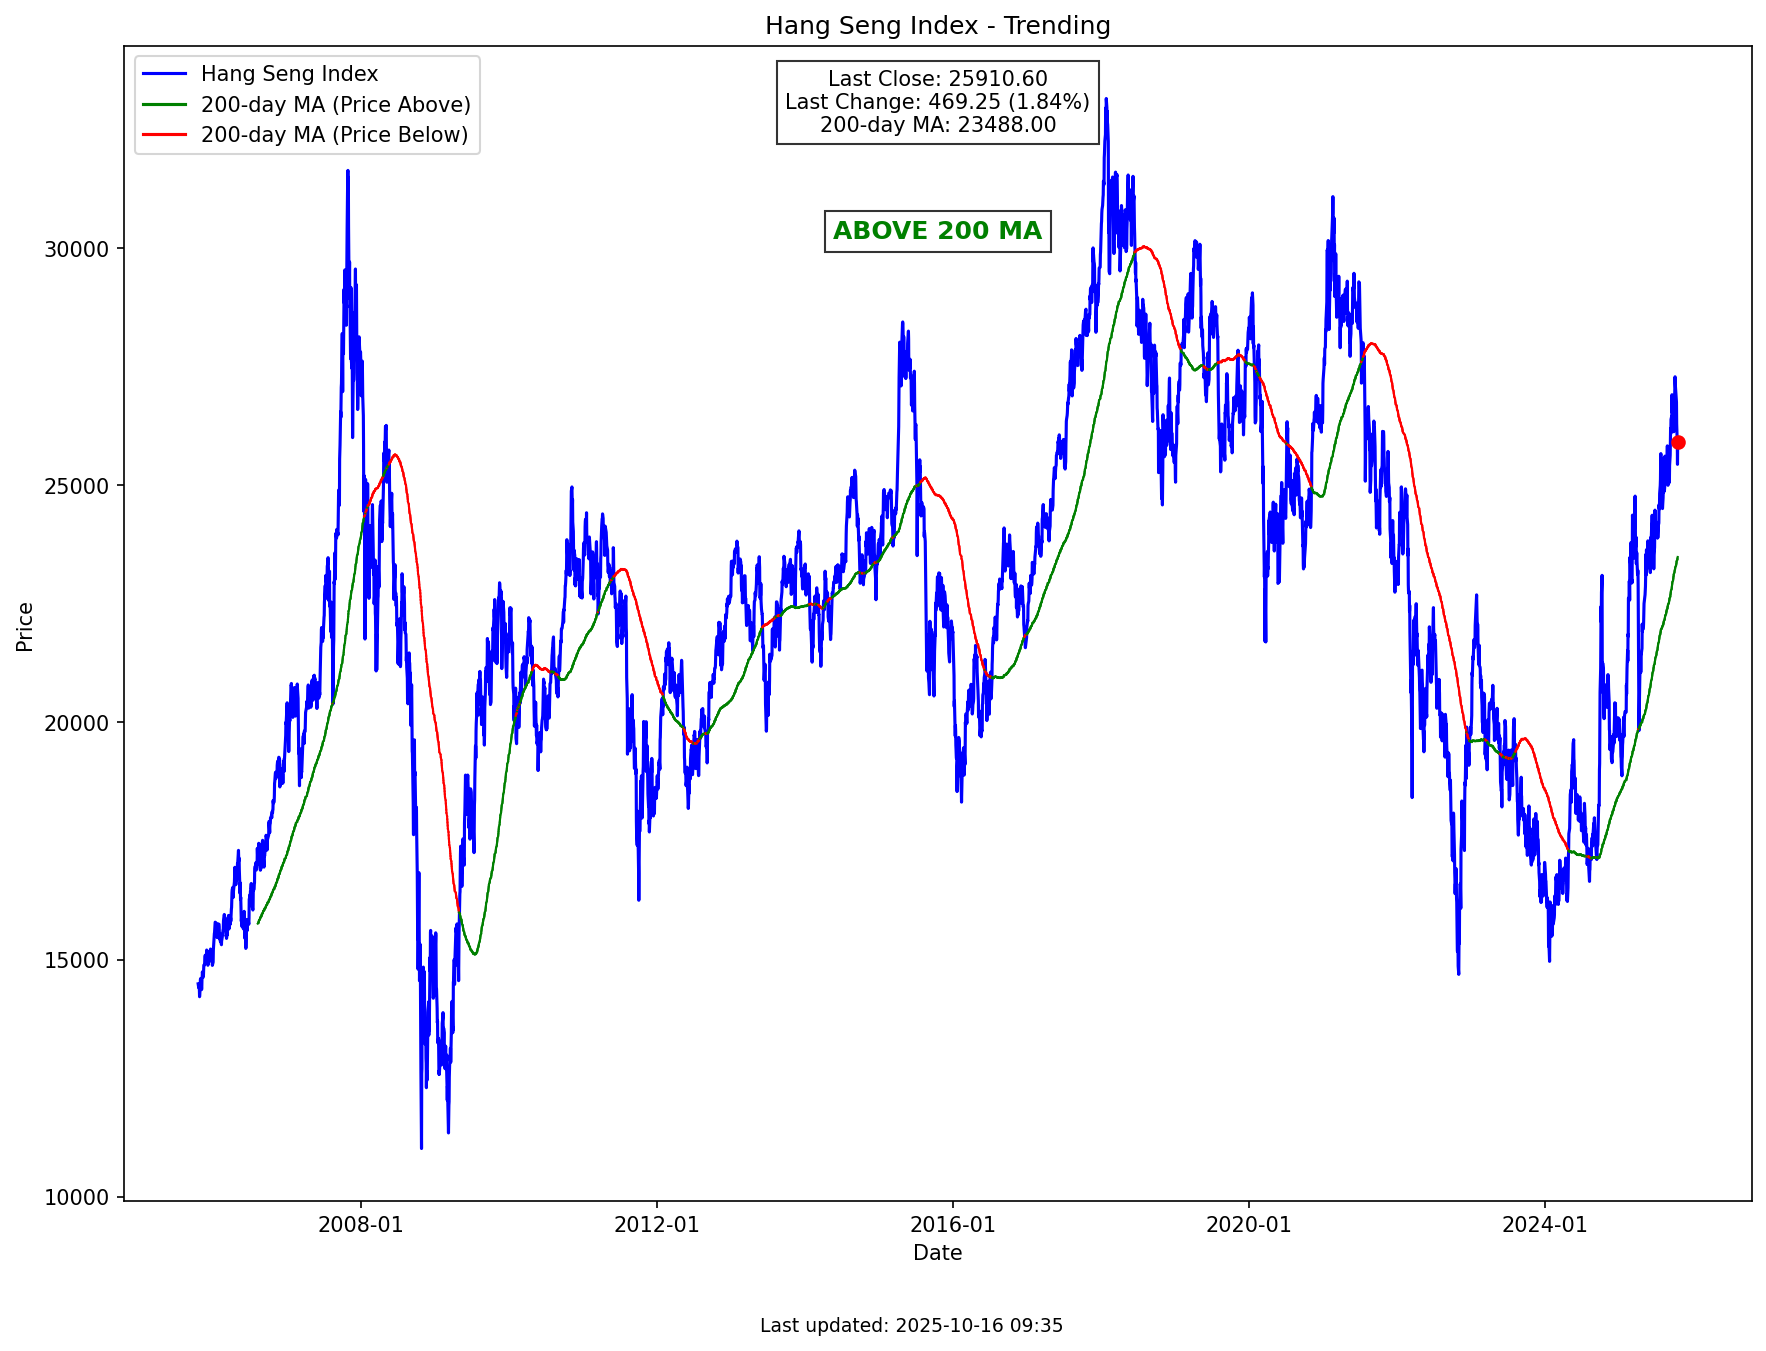 Hang Seng Index - Trending
Hang Seng Index
200-day MA (Price Above)
200-day MA (Price Below)
Last Close: 25910.60
Last Change: 469.25 (1.84%)
200-day MA: 23488.00
ABOVE 200 MA
Price
30000
25000
20000
15000
10000
2008-01
2012-01
2016-01
2020-01
2024-01
Date
Last updated: 2025-10-16 09:35